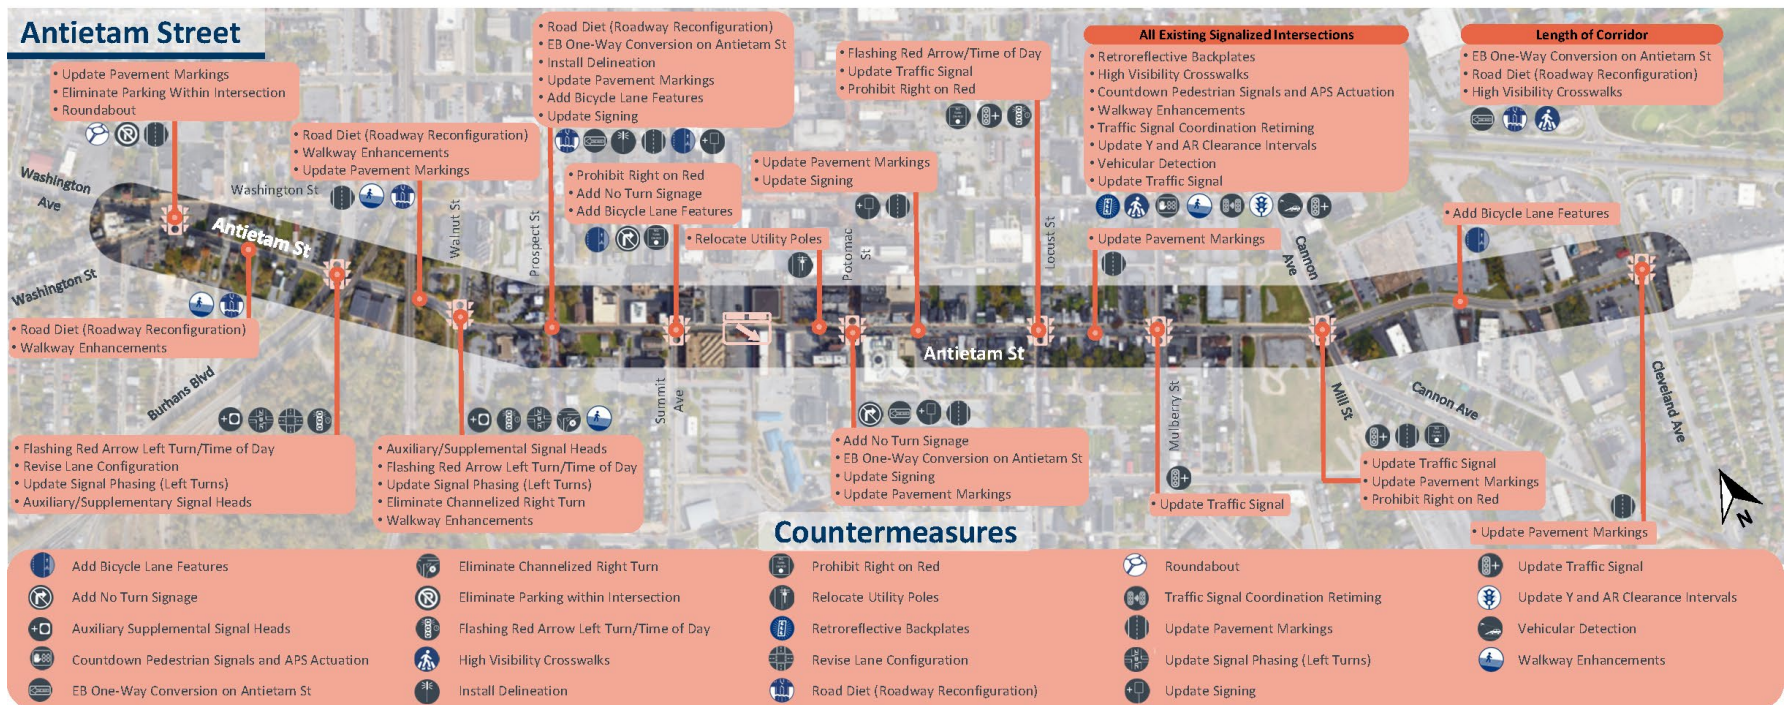 Antietam Street
• Update Pavement Markings
• Eliminate Parking Within Intersection
• Roundabout
• Road Diet (Roadway Reconfiguration)
• Walkway Enhancements
• Update Pavement Markings
• Road Diet (Roadway Reconfiguration)
• EB One-Way Conversion on Antietam St
• Install Delineation
• Update Pavement Markings
• Add Bicycle Lane Features
• Update Signing
• Prohibit Right on Red
• Add No Turn Signage
• Add Bicycle Lane Features
• Relocate Utility Poles
• Update Pavement Markings
• Update Signing
• Flashing Red Arrow/Time of Day
• Update Traffic Signal
• Prohibit Right on Red
All Existing Signalized Intersections
• Retroreflective Backplates
• High Visibility Crosswalks
• Countdown Pedestrian Signals and APS Actuation
• Walkway Enhancements
• Traffic Signal Coordination Retiming
• Update Y and AR Clearance Intervals
• Vehicular Detection
• Update Traffic Signal
• Update Pavement Markings
Length of Corridor
• EB One-Way Conversion on Antietam St
• Road Diet (Roadway Reconfiguration)
• High Visibility Crosswalks
• Add Bicycle Lane Features
Washington
Ave
Washington St
Antietam St
Walnut St
Prospect St
Potomac
St
Locust St
Cannon
Ave
Washington St
Antietam St
• Road Diet (Roadway Reconfiguration)
• Walkway Enhancements
Burhans Blvd
Summit
Ave
Mulberry St
Mill St
Cannon Ave
Cleveland Ave
• Flashing Red Arrow Left Turn/Time of Day
• Revise Lane Configuration
• Update Signal Phasing (Left Turns)
• Auxiliary/Supplementary Signal Heads
• Auxiliary/Supplemental Signal Heads
• Flashing Red Arrow Left Turn/Time of Day
• Update Signal Phasing (Left Turns)
• Eliminate Channelized Right Turn
• Walkway Enhancements
• Add No Turn Signage
• EB One-Way Conversion on Antietam St
• Update Signing
• Update Pavement Markings
• Update Traffic Signal
• Update Traffic Signal
• Update Pavement Markings
• Prohibit Right on Red
• Update Pavement Markings
N
Countermeasures
Add Bicycle Lane Features
Add No Turn Signage
Auxiliary Supplemental Signal Heads
Countdown Pedestrian Signals and APS Actuation
EB One-Way Conversion on Antietam St
Eliminate Channelized Right Turn
Eliminate Parking within Intersection
Flashing Red Arrow Left Turn/Time of Day
High Visibility Crosswalks
Install Delineation
Prohibit Right on Red
Relocate Utility Poles
Retroreflective Backplates
Revise Lane Configuration
Road Diet (Roadway Reconfiguration)
Roundabout
Traffic Signal Coordination Retiming
Update Pavement Markings
Update Signal Phasing (Left Turns)
Update Signing
Update Traffic Signal
Update Y and AR Clearance Intervals
Vehicular Detection
Walkway Enhancements